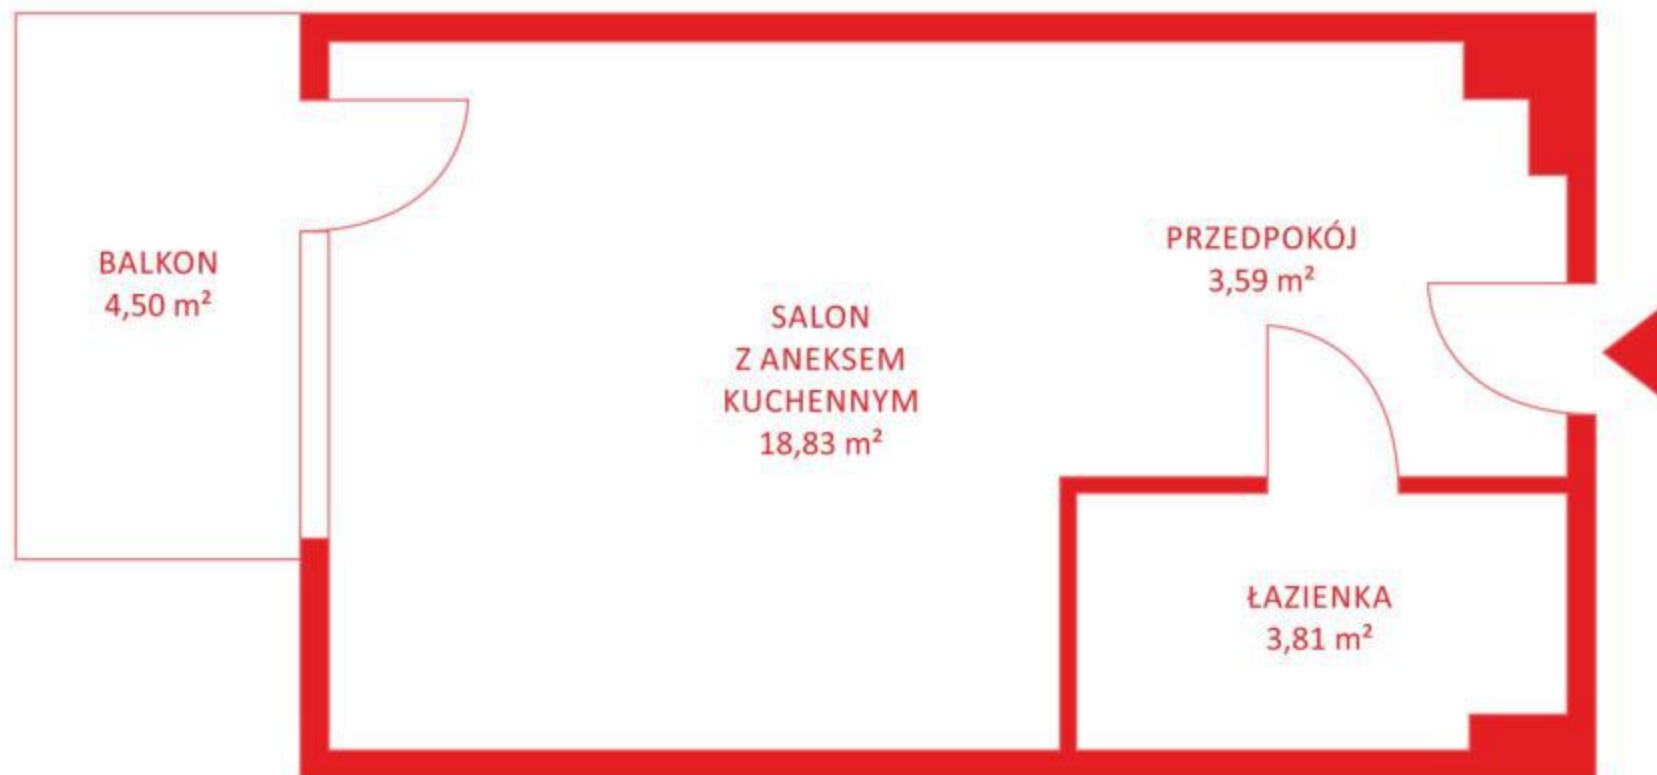 BALKON
4,50 m²
SALON
Z ANEKSEM
KUCHENNYM
18,83 m²
PRZEDPOKÓJ
3,59 m²
ŁAZIENKA
3,81 m²